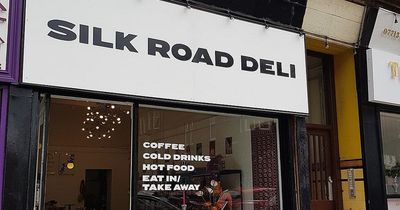 SILK ROAD DELI
COFFEE
COLD DRINKS
HOT FOOD
EAT IN/
TAKE AWAY